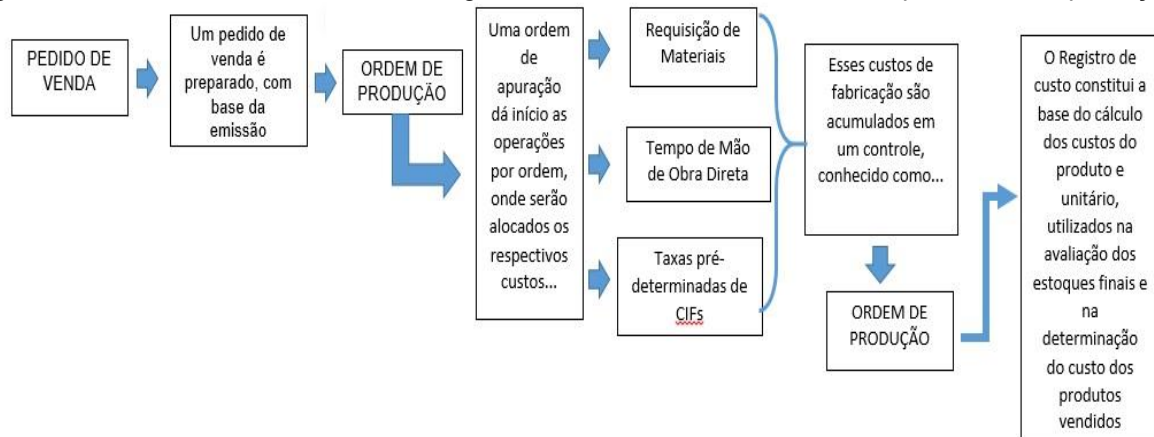 PEDIDO DE
VENDA
Um pedido de
venda é
preparado, com
base da
emissão
ORDEM DE
PRODUÇÃO
Uma ordem
de
apuração
dá início as
operações
por ordem,
onde serão
alocados os
respectivos
custos...
Requisição de
Materiais
Tempo de Mão
de Obra Direta
Taxas pré-
determinadas de
CIFs
Esses custos de
fabricação são
acumulados em
um controle,
conhecido como...
ORDEM DE
PRODUÇÃO
O Registro de
custo constitui a
base do cálculo
dos custos do
produto e
unitário,
utilizados na
avaliação dos
estoques finais e
na
determinação
do custo dos
produtos
vendidos